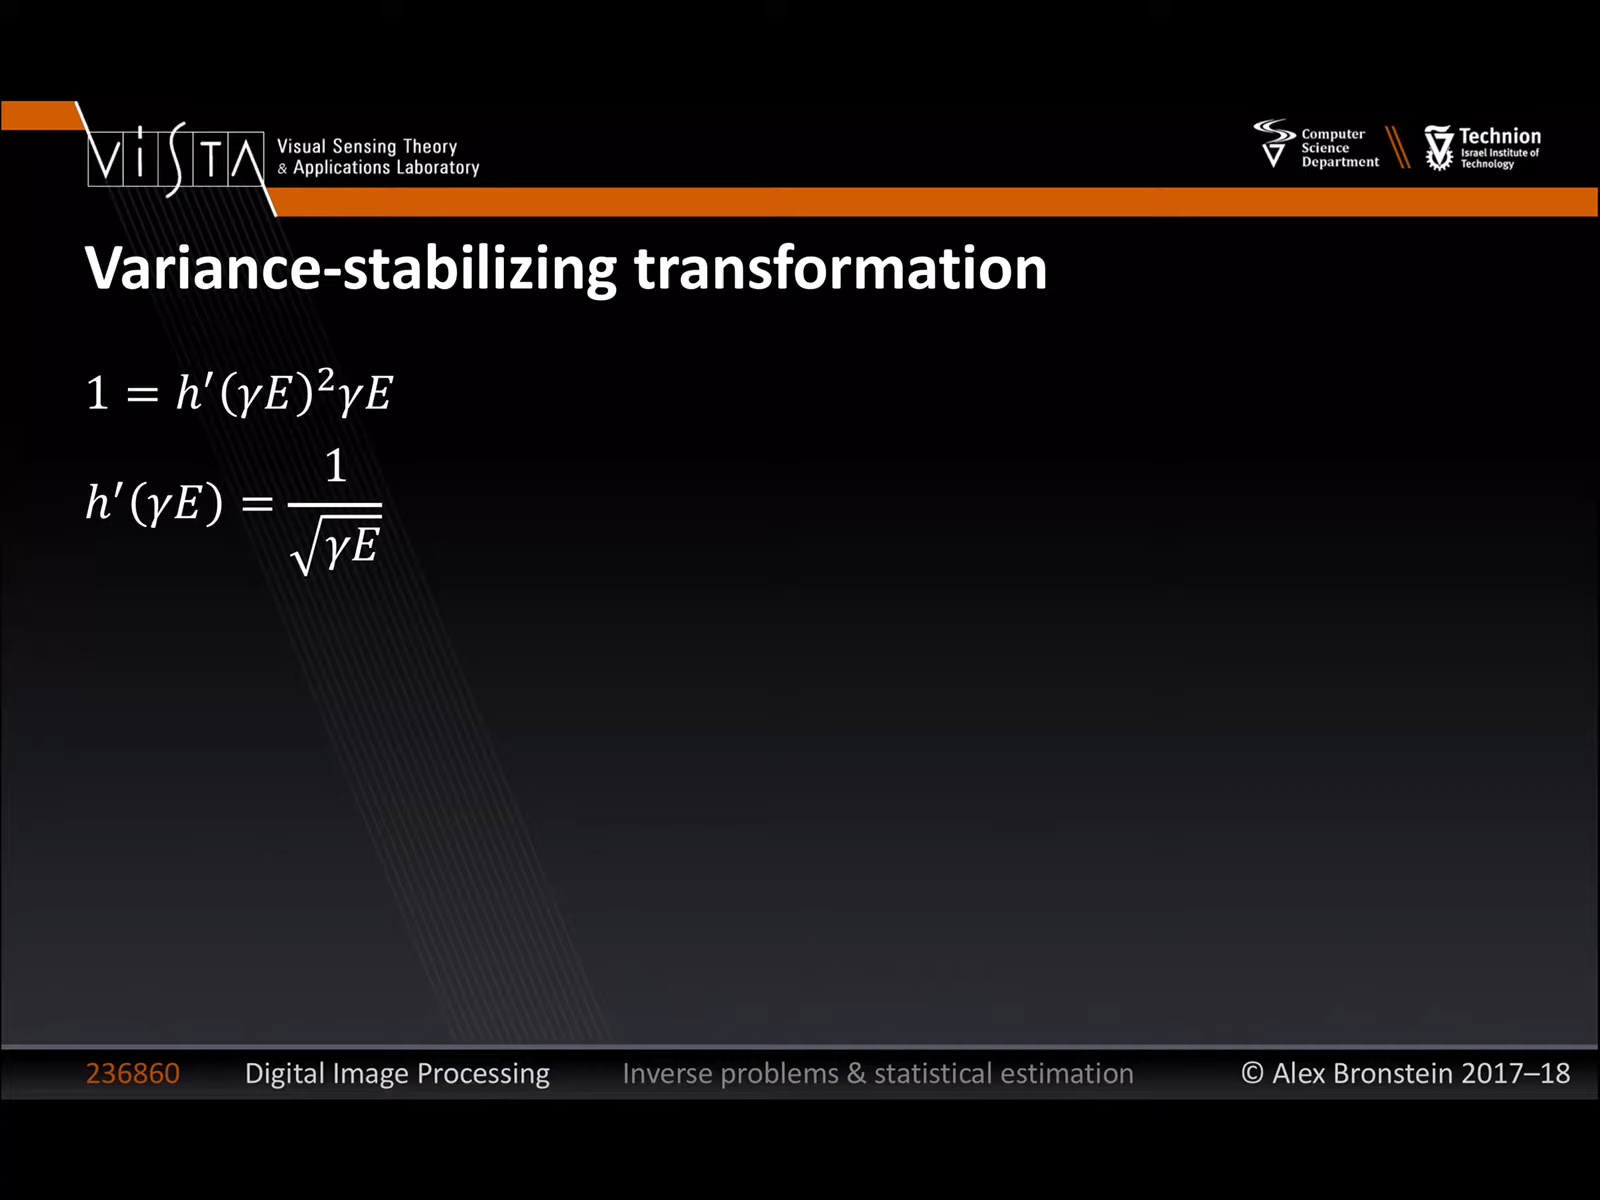 ViSTA
Visual Sensing Theory
& Applications Laboratory
Computer
Science
Department
Technion
Israel Institute of
Technology
Variance-stabilizing transformation
1 = h′(γE)²γE
h′(γE) = 1/√γE
236860 Digital Image Processing Inverse problems & statistical estimation © Alex Bronstein 2017–18